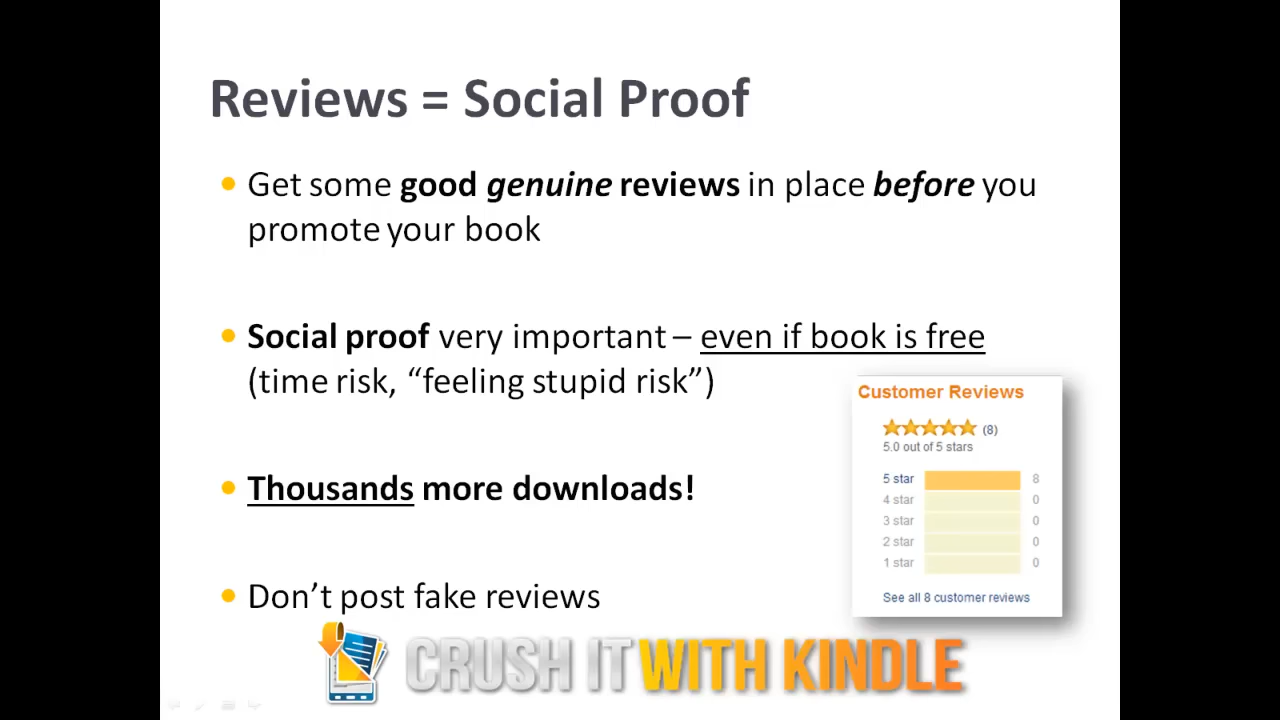 Reviews = Social Proof
Get some good genuine reviews in place before you
promote your book
Social proof very important – even if book is free
(time risk, “feeling stupid risk”)
Thousands more downloads!
Don’t post fake reviews
Customer Reviews
(8)
5.0 out of 5 stars
5 star 8
4 star 0
3 star 0
2 star 0
1 star 0
See all 8 customer reviews
CRUSH IT WITH KINDLE